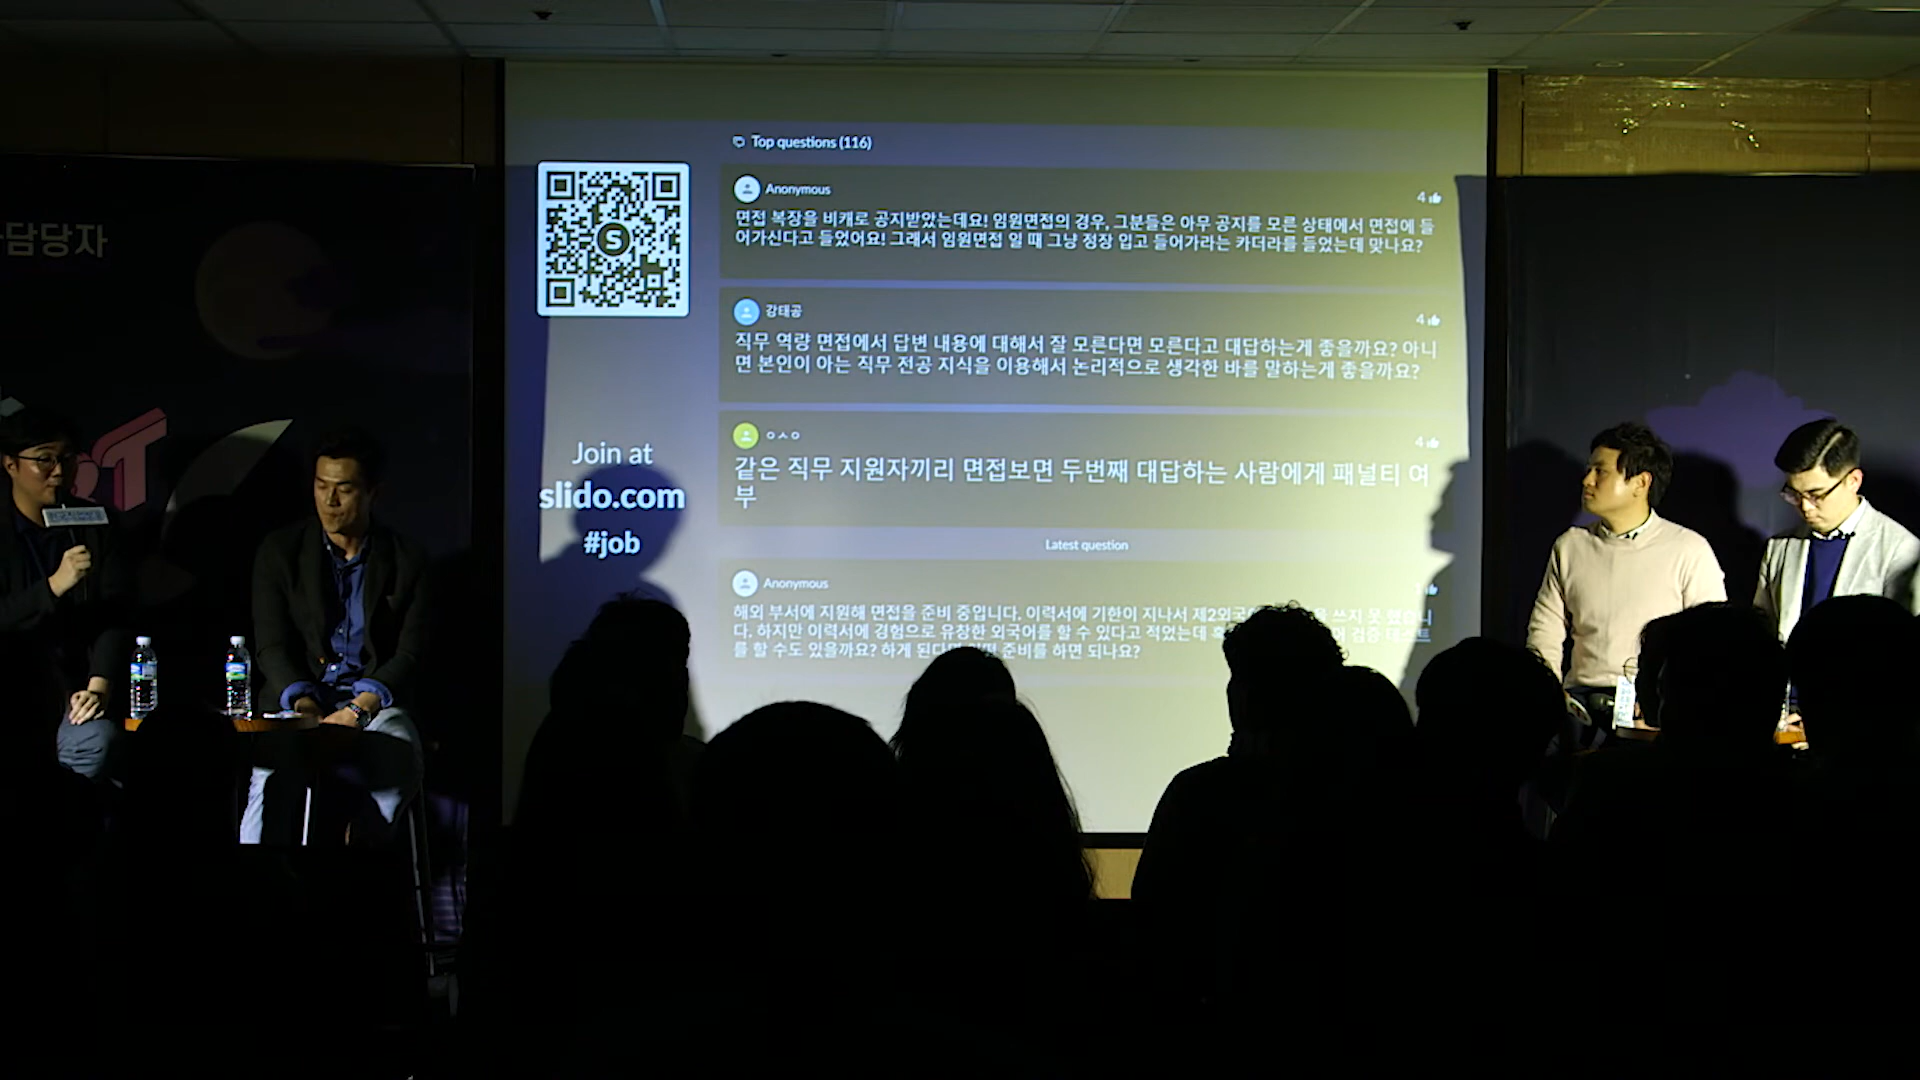 담당자
Top questions (116)
Anonymous
4
면접 복장을 비캐로 공지받았는데요! 임원면접의 경우, 그분들은 아무 공지를 모른 상태에서 면접에 들
어가신다고 들었어요! 그래서 임원면접 일 때 그냥 정장 입고 들어가라는 카더라를 들었는데 맞나요?
강태공
4
직무 역량 면접에서 답변 내용에 대해서 잘 모른다면 모른다고 대답하는게 좋을까요? 아니
면 본인이 아는 직무 전공 지식을 이용해서 논리적으로 생각한 바를 말하는게 좋을까요?
ㅇㅅㅇ
4
같은 직무 지원자끼리 면접보면 두번째 대답하는 사람에게 패널티 여
부
Latest question
Anonymous
해외 부서에 지원해 면접을 준비 중입니다. 이력서에 기한이 지나서 쓰지 못
다. 하지만 이력서에 경험으로 유창한 외국어를 할 수 있다고 적었는데 검증 테스트
를 할 수도 있을까요? 하게 된다면 준비를 하면 되나요?
S
Join at
slido.com
#job